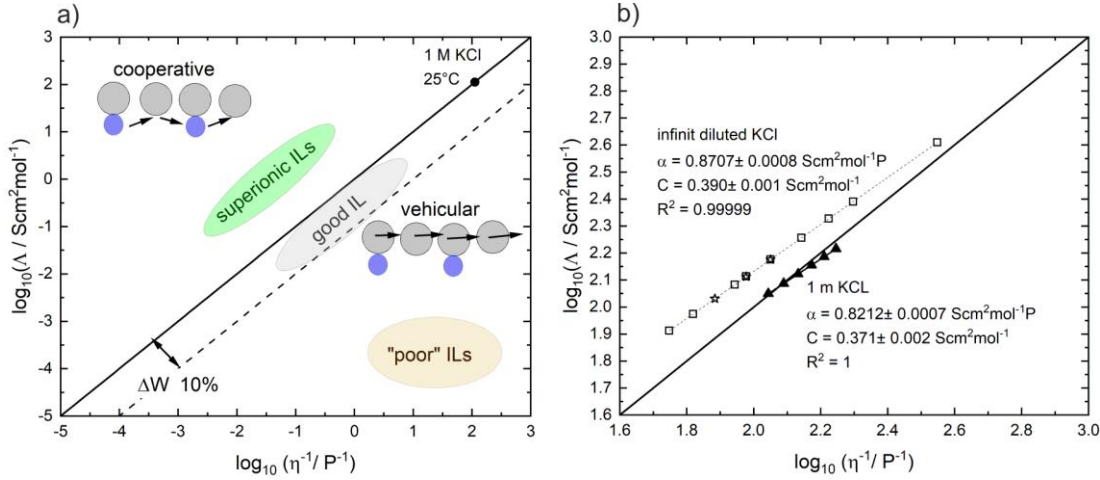 a)
3
2
1
0
-1
-2
-3
-4
-5
log₁₀(Λ / Scm²mol⁻¹)
cooperative
1 M KCl
25°C
superionic ILs
good IL
vehicular
"poor" ILs
ΔW 10%
-5 -4 -3 -2 -1 0 1 2 3
log₁₀ (η⁻¹/ P⁻¹)
b)
3.0
2.9
2.8
2.7
2.6
2.5
2.4
2.3
2.2
2.1
2.0
1.9
1.8
1.7
1.6
log₁₀(Λ / Scm²mol⁻¹)
infinit diluted KCl
α = 0.8707± 0.0008 Scm²mol⁻¹P
C = 0.390± 0.001 Scm²mol⁻¹
R² = 0.99999
1 m KCL
α = 0.8212± 0.0007 Scm²mol⁻¹P
C = 0.371± 0.002 Scm²mol⁻¹
R² = 1
1.6 1.8 2.0 2.2 2.4 2.6 2.8 3.0
log₁₀ (η⁻¹/ P⁻¹)